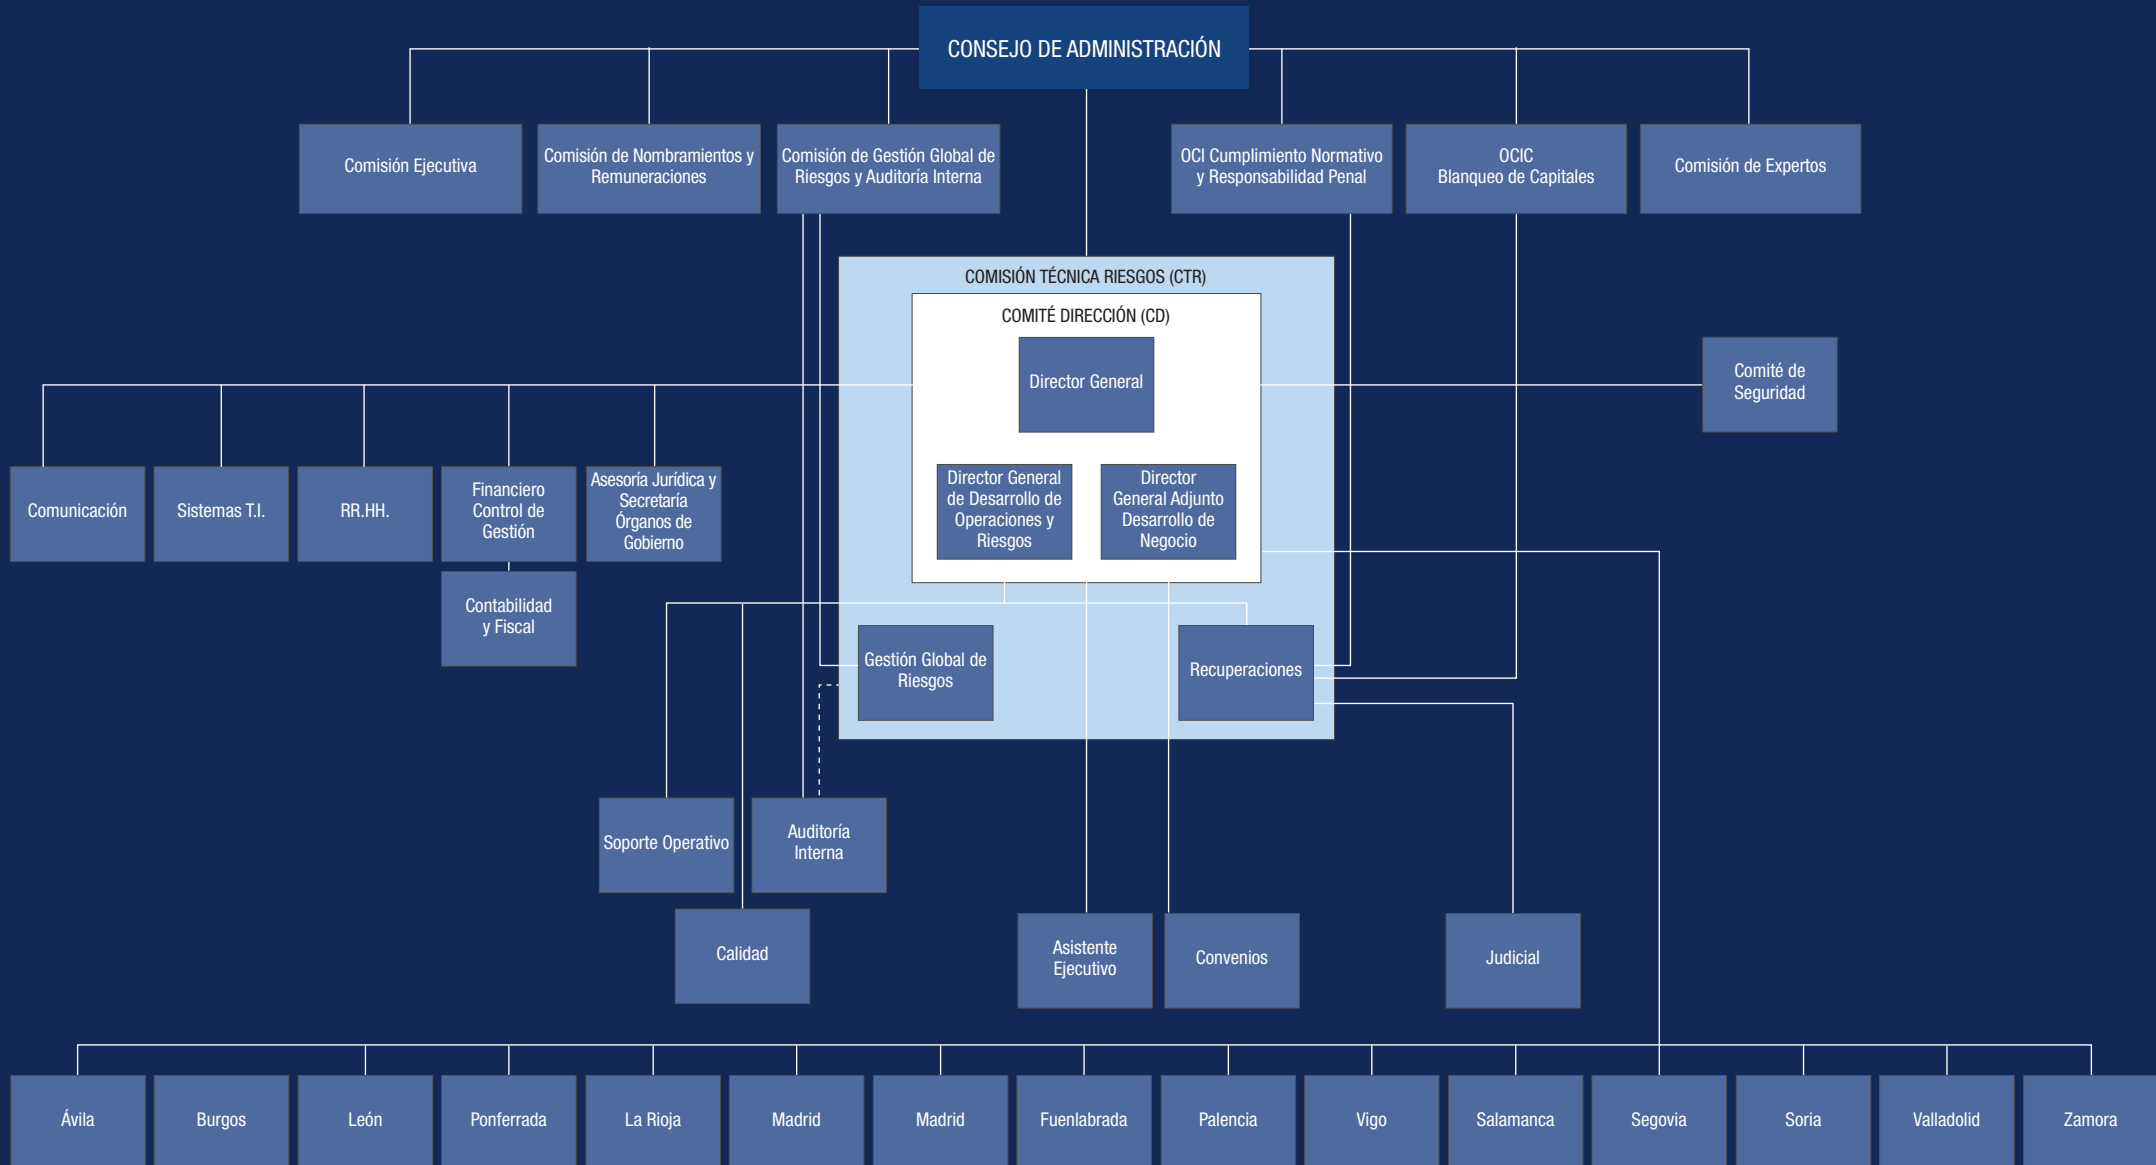 CONSEJO DE ADMINISTRACIÓN
Comisión Ejecutiva
Comisión de Nombramientos y
Remuneraciones
Comisión de Gestión Global de
Riesgos y Auditoría Interna
OCI Cumplimiento Normativo
y Responsabilidad Penal
OCIC
Blanqueo de Capitales
Comisión de Expertos
COMISIÓN TÉCNICA RIESGOS (CTR)
COMITÉ DIRECCIÓN (CD)
Director General
Comité de
Seguridad
Director General
de Desarrollo de
Operaciones y
Riesgos
Director
General Adjunto
Desarrollo de
Negocio
Comunicación
Sistemas T.I.
RR.HH.
Financiero
Control de
Gestión
Asesoría Jurídica y
Secretaría
Órganos de
Gobierno
Contabilidad
y Fiscal
Gestión Global de
Riesgos
Recuperaciones
Soporte Operativo
Auditoría
Interna
Calidad
Asistente
Ejecutivo
Convenios
Judicial
Ávila
Burgos
León
Ponferrada
La Rioja
Madrid
Madrid
Fuenlabrada
Palencia
Vigo
Salamanca
Segovia
Soria
Valladolid
Zamora